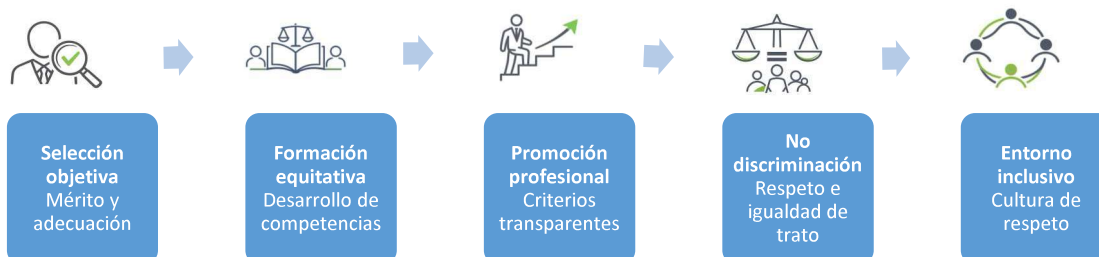 Selección
objetiva
Mérito y
adecuación
Formación
equitativa
Desarrollo de
competencias
Promoción
profesional
Criterios
transparentes
No
discriminación
Respeto e
igualdad de
trato
Entorno
inclusivo
Cultura de
respeto